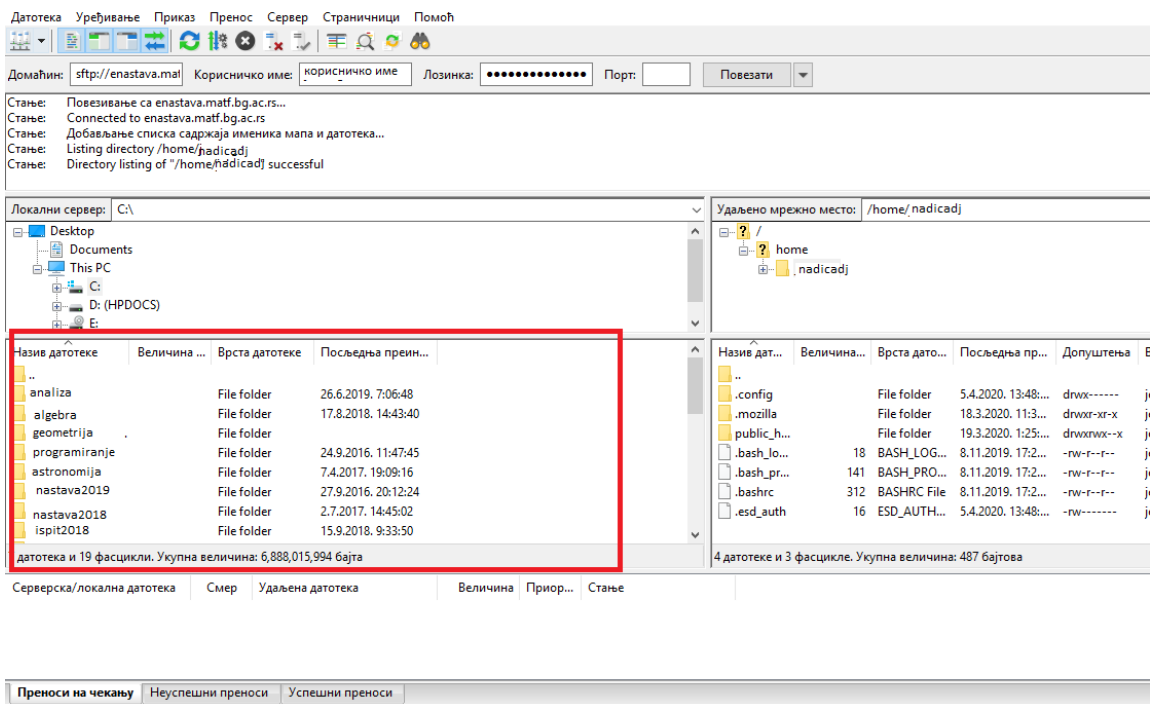 Датотека Уређивање Приказ Пренос Сервер Страничници Помоћ
Домаћин: sftp://enastava.mat Корисничко име: корисничко име Лозинка: ●●●●●●●●●●●●●● Порт: Повезати
Стање: Повезивање са enastava.matf.bg.ac.rs...
Стање: Connected to enastava.matf.bg.ac.rs
Стање: Добављање списка садржаја именика мапа и датотека...
Стање: Listing directory /home/nadicadj
Стање: Directory listing of "/home/nadicadj successful
Локални сервер: C:\
Desktop
Documents
This PC
C:
D: (HPDOCS)
E:
Удаљено мрежно место: /home/ nadicadj
/
home
nadicadj
Назив датотеке Величина ... Врста датотеке Посљедња преин...
..
analiza File folder 26.6.2019. 7:06:48
algebra File folder 17.8.2018. 14:43:40
geometrija File folder
programiranje File folder 24.9.2016. 11:47:45
astronomija File folder 7.4.2017. 19:09:16
nastava2019 File folder 27.9.2016. 20:12:24
nastava2018 File folder 2.7.2017. 14:45:02
ispit2018 File folder 15.9.2018. 9:33:50
датотека и 19 фасцикли. Укупна величина: 6,888,015,994 бајта
Назив дат... Величина... Врста дато... Посљедња пр... Допуштења
..
.config File folder 5.4.2020. 13:48:... drwx------
.mozilla File folder 18.3.2020. 11:3... drwxr-xr-x
public_h... File folder 19.3.2020. 1:25:... drwxrwx--x
.bash_lo... 18 BASH_LOG... 8.11.2019. 17:2... -rw-r--r--
.bash_pr... 141 BASH_PRO... 8.11.2019. 17:2... -rw-r--r--
.bashrc 312 BASHRC File 8.11.2019. 17:2... -rw-r--r--
.esd_auth 16 ESD_AUTH... 5.4.2020. 13:48:... -rw-------
4 датотеке и 3 фасцикле. Укупна величина: 487 бајтова
Серверска/локална датотека Смер Удаљена датотека Величина Приор... Стање
Преноси на чекању Неуспешни преноси Успешни преноси